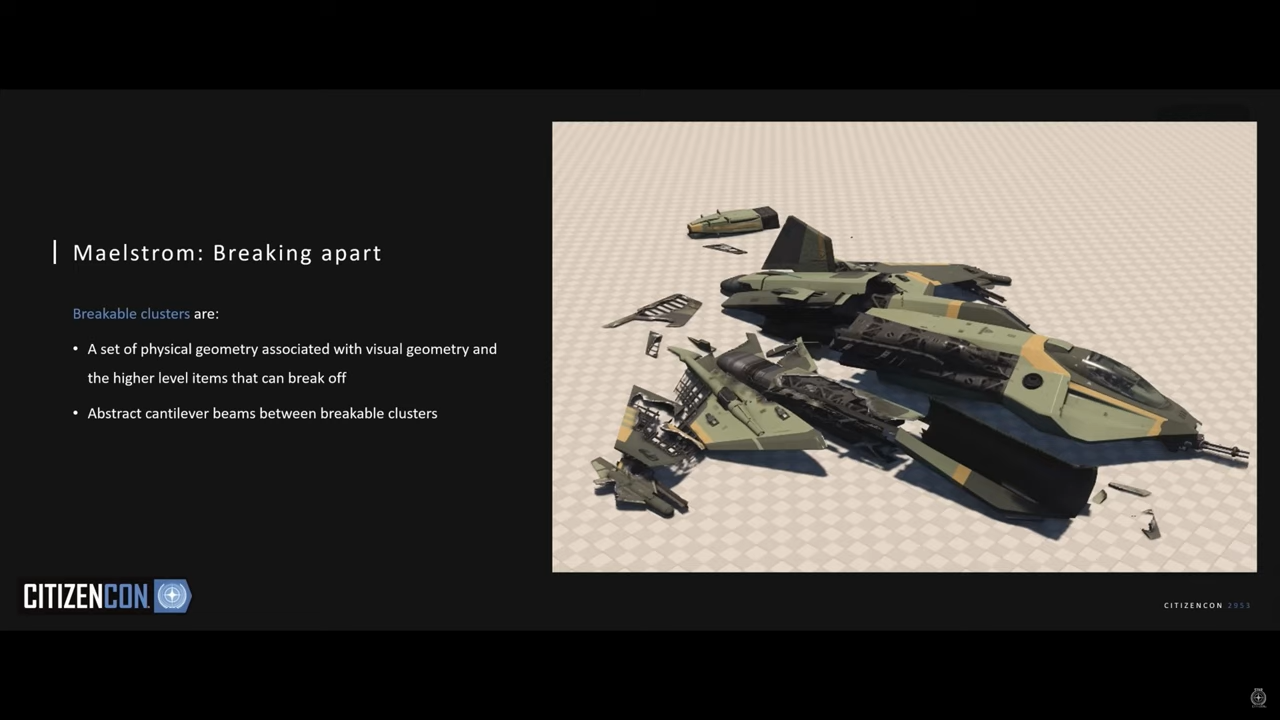 Maelstrom: Breaking apart
Breakable clusters are:
• A set of physical geometry associated with visual geometry and
the higher level items that can break off
• Abstract cantilever beams between breakable clusters
CITIZENCON
CITIZENCON 2953